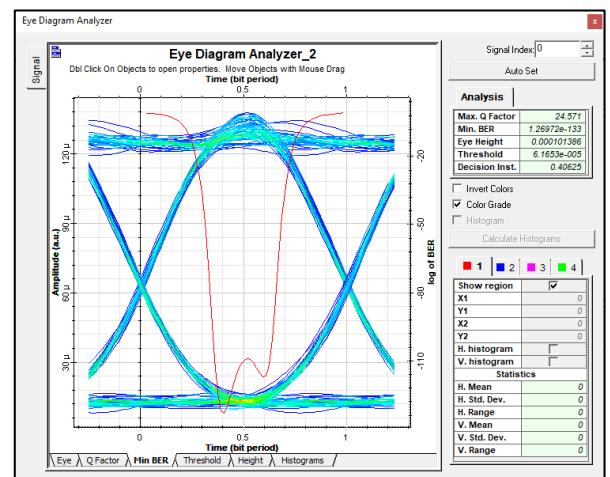 Eye Diagram Analyzer
x
Signal
Eye Diagram Analyzer_2
Dbl Click On Objects to open properties. Move Objects with Mouse Drag
Time (bit period)
0 0.5 1
Amplitude (a.u.)
120 µ
90 µ
60 µ
30 µ
log of BER
-20
-50
-80
-110
0 0.5 1
Time (bit period)
Eye Q Factor Min BER Threshold Height Histograms
Signal Index: 0
Auto Set
Analysis
Max. Q Factor 24.571
Min. BER 1.26972e-133
Eye Height 0.000101386
Threshold 6.1653e-005
Decision Inst. 0.40625
Invert Colors
Color Grade
Histogram
Calculate Histograms
1 2 3 4
Show region
X1 0
Y1 0
X2 0
Y2 0
H. histogram
V. histogram
Statistics
H. Mean 0
H. Std. Dev. 0
H. Range 0
V. Mean 0
V. Std. Dev. 0
V. Range 0